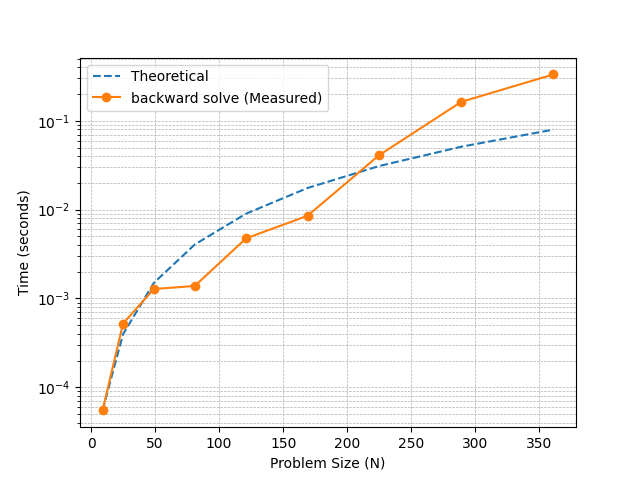 Theoretical
backward solve (Measured)
10⁻¹
10⁻²
10⁻³
10⁻⁴
Time (seconds)
0 50 100 150 200 250 300 350
Problem Size (N)